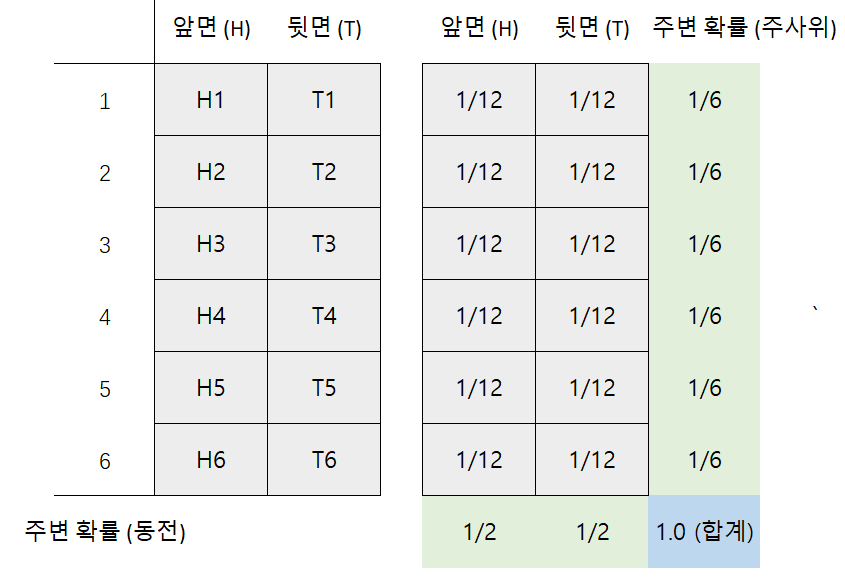 앞면 (H) 뒷면 (T) 앞면 (H) 뒷면 (T) 주변 확률 (주사위)
1 H1 T1 1/12 1/12 1/6
2 H2 T2 1/12 1/12 1/6
3 H3 T3 1/12 1/12 1/6
4 H4 T4 1/12 1/12 1/6 `
5 H5 T5 1/12 1/12 1/6
6 H6 T6 1/12 1/12 1/6
주변 확률 (동전) 1/2 1/2 1.0 (합계)